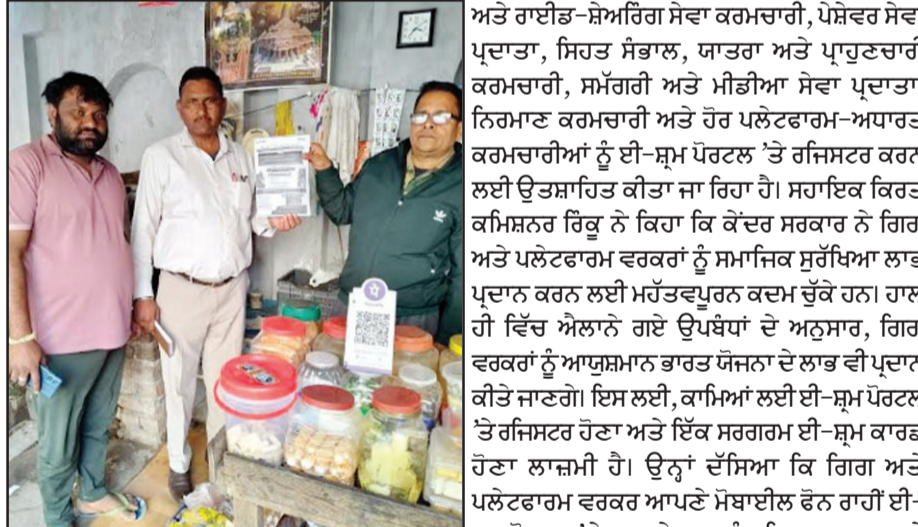 ਅਤੇ ਰਾਈਡ-ਸ਼ੇਅਰਿੰਗ ਸੇਵਾ ਕਰਮਚਾਰੀ, ਪੇਸ਼ੇਵਰ ਸੇਵ
ਪ੍ਰਦਾਤਾ, ਸਿਹਤ ਸੰਭਾਲ, ਯਾਤਰਾ ਅਤੇ ਪ੍ਰਾਹੁਣਚਾਰੀ
ਕਰਮਚਾਰੀ, ਸਮੱਗਰੀ ਅਤੇ ਮੀਡੀਆ ਸੇਵਾ ਪ੍ਰਦਾਤਾ
ਨਿਰਮਾਣ ਕਰਮਚਾਰੀ ਅਤੇ ਹੋਰ ਪਲੇਟਫਾਰਮ-ਅਧਾਰਤ
ਕਰਮਚਾਰੀਆਂ ਨੂੰ ਈ-ਸ਼੍ਰਮ ਪੋਰਟਲ ’ਤੇ ਰਜਿਸਟਰ ਕਰਨ
ਲਈ ਉਤਸ਼ਾਹਿਤ ਕੀਤਾ ਜਾ ਰਿਹਾ ਹੈ। ਸਹਾਇਕ ਕਿਰਤ
ਕਮਿਸ਼ਨਰ ਰਿੰਕੂ ਨੇ ਕਿਹਾ ਕਿ ਕੇਂਦਰ ਸਰਕਾਰ ਨੇ ਗਿਗ
ਅਤੇ ਪਲੇਟਫਾਰਮ ਵਰਕਰਾਂ ਨੂੰ ਸਮਾਜਿਕ ਸੁਰੱਖਿਆ ਲਾਭ
ਪ੍ਰਦਾਨ ਕਰਨ ਲਈ ਮਹੱਤਵਪੂਰਨ ਕਦਮ ਚੁੱਕੇ ਹਨ। ਹਾਲ
ਹੀ ਵਿੱਚ ਐਲਾਨੇ ਗਏ ਉਪਬੰਧਾਂ ਦੇ ਅਨੁਸਾਰ, ਗਿਗ
ਵਰਕਰਾਂ ਨੂੰ ਆਯੁਸ਼ਮਾਨ ਭਾਰਤ ਯੋਜਨਾ ਦੇ ਲਾਭ ਵੀ ਪ੍ਰਦਾਨ
ਕੀਤੇ ਜਾਣਗੇ। ਇਸ ਲਈ, ਕਾਮਿਆਂ ਲਈ ਈ-ਸ਼੍ਰਮ ਪੋਰਟਲ
’ਤੇ ਰਜਿਸਟਰ ਹੋਣਾ ਅਤੇ ਇੱਕ ਸਰਗਰਮ ਈ-ਸ਼੍ਰਮ ਕਾਰਡ
ਹੋਣਾ ਲਾਜ਼ਮੀ ਹੈ। ਉਨ੍ਹਾਂ ਦੱਸਿਆ ਕਿ ਗਿਗ ਅਤੇ
ਪਲੇਟਫਾਰਮ ਵਰਕਰ ਆਪਣੇ ਮੋਬਾਈਲ ਫੋਨ ਰਾਹੀਂ ਈ-